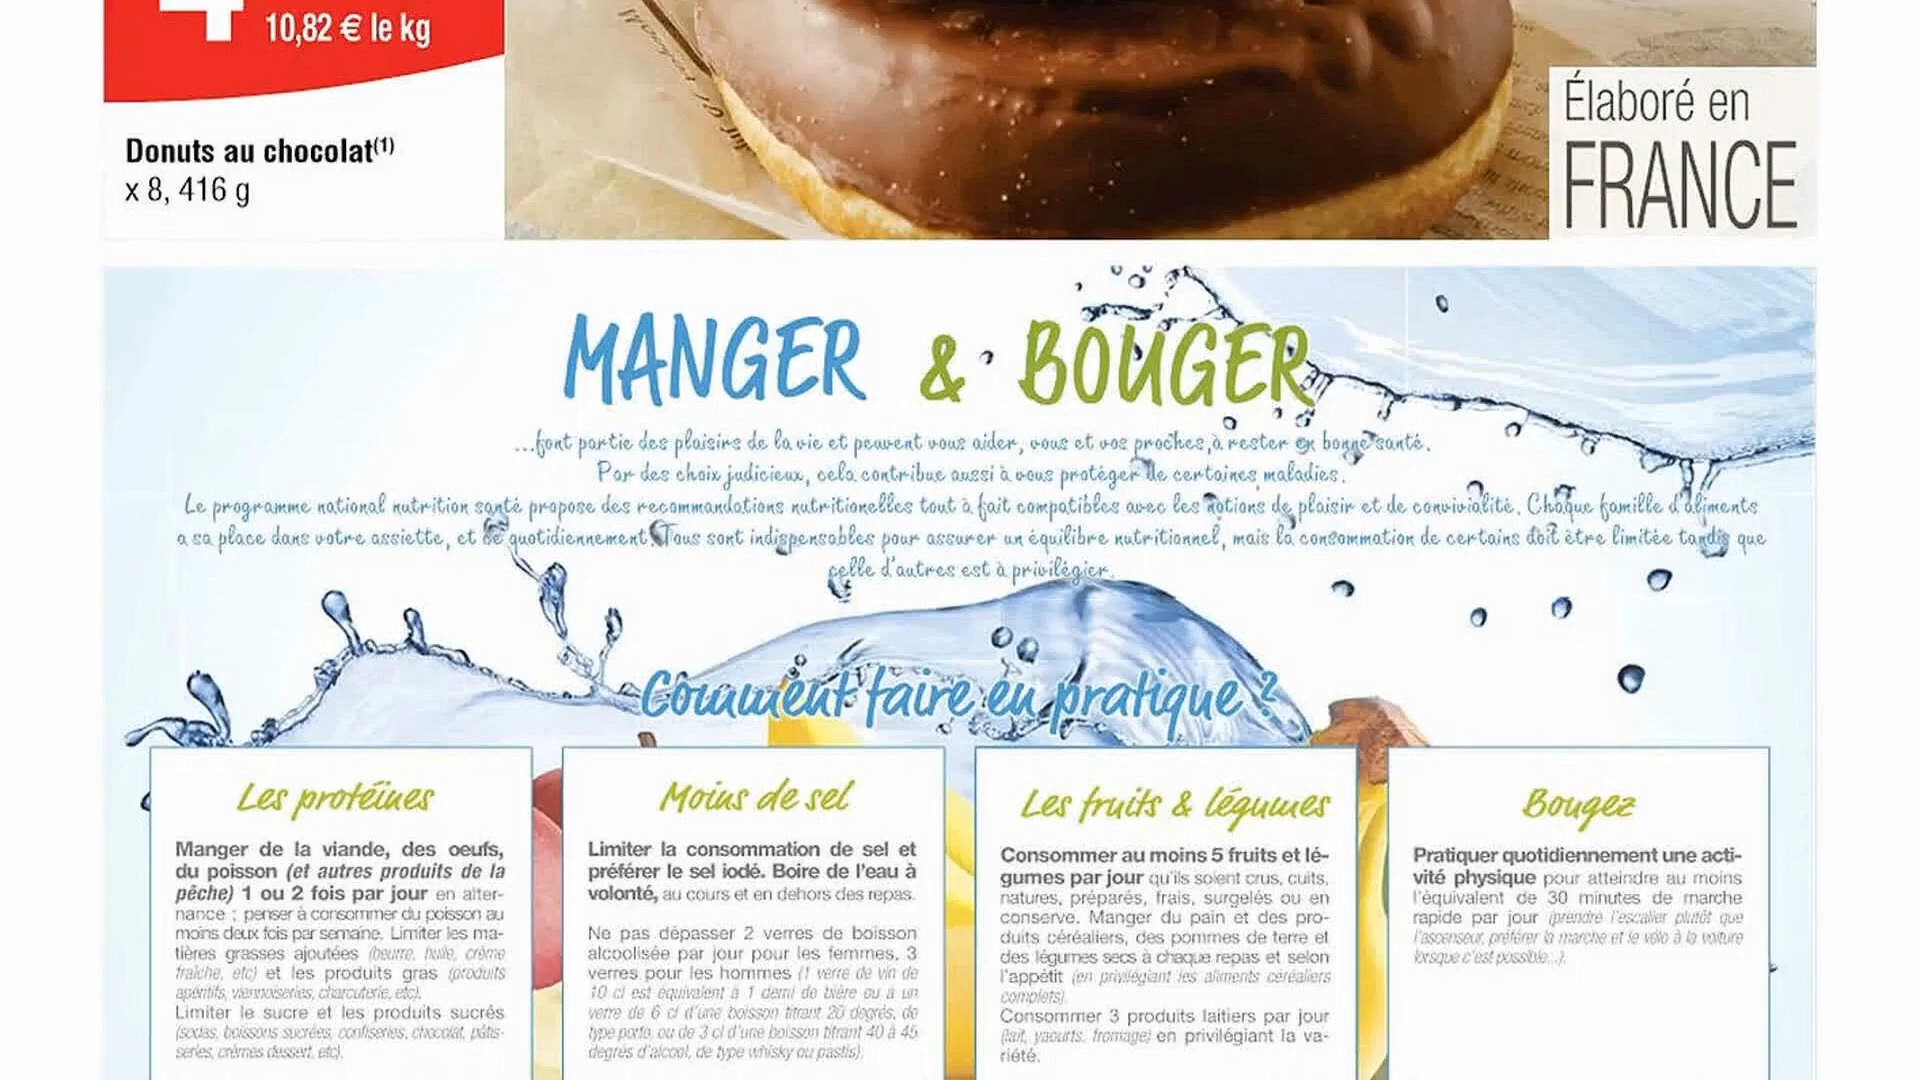 10,82 € le kg
Donuts au chocolat(1)
x 8, 416 g
Élaboré en
FRANCE
MANGER & BOUGER
...font partie des plaisirs de la vie et peuvent vous aider, vous et vos proches, à rester en bonne santé.
Par des choix judicieux, cela contribue aussi à vous protéger de certaines maladies.
Le programme national nutrition santé propose des recommandations nutritionelles tout à fait compatibles avec les notions de plaisir et de convivialité. Chaque famille d'aliments
a sa place dans votre assiette, et ce quotidiennement. Tous sont indispensables pour assurer un équilibre nutritionnel, mais la consommation de certains doit être limitée tandis que
celle d'autres est à privilégier.
Comment faire en pratique ?
Les protéines
Manger de la viande, des oeufs,
du poisson (et autres produits de la
pêche) 1 ou 2 fois par jour en alter-
nance ; penser à consommer du poisson au
moins deux fois par semaine. Limiter les ma-
tières grasses ajoutées (beurre, huile, crème
fraîche, etc) et les produits gras (produits
apéritifs, viennoiseries, charcuterie, etc).
Limiter le sucre et les produits sucrés
(sodas, boissons sucrées, confiseries, chocolat, pâtis-
series, crèmes dessert, etc).
Moins de sel
Limiter la consommation de sel et
préférer le sel iodé. Boire de l'eau à
volonté, au cours et en dehors des repas.
Ne pas dépasser 2 verres de boisson
alcoolisée par jour pour les femmes, 3
verres pour les hommes (1 verre de vin de
10 cl est équivalent à 1 demi de bière ou à un
verre de 6 cl d'une boisson titrant 20 degrés, de
type porto, ou de 3 cl d'une boisson titrant 40 à 45
degrés d'alcool, de type whisky ou pastis).
Les fruits & légumes
Consommer au moins 5 fruits et lé-
gumes par jour qu'ils soient crus, cuits,
natures, préparés, frais, surgelés ou en
conserve. Manger du pain et des pro-
duits céréaliers, des pommes de terre et
des légumes secs à chaque repas et selon
l'appétit (en privilégiant les aliments céréaliers
complets).
Consommer 3 produits laitiers par jour
(lait, yaourts, fromage) en privilégiant la va-
riété.
Bougez
Pratiquer quotidiennement une acti-
vité physique pour atteindre au moins
l'équivalent de 30 minutes de marche
rapide par jour (prendre l'escalier plutôt que
l'ascenseur, préférer la marche et le vélo à la voiture
lorsque c'est possible...).